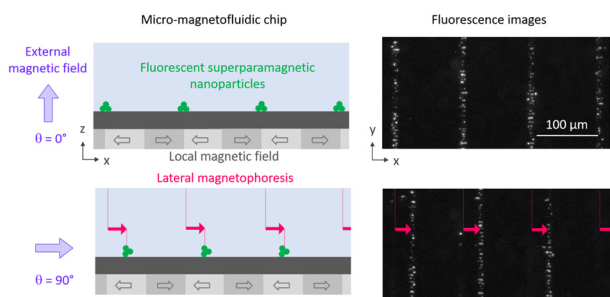 Micro-magnetofluidic chip
Fluorescence images
External
magnetic field
θ = 0°
Fluorescent superparamagnetic
nanoparticles
z
x
Local magnetic field
y
x
100 µm
Lateral magnetophoresis
θ = 90°